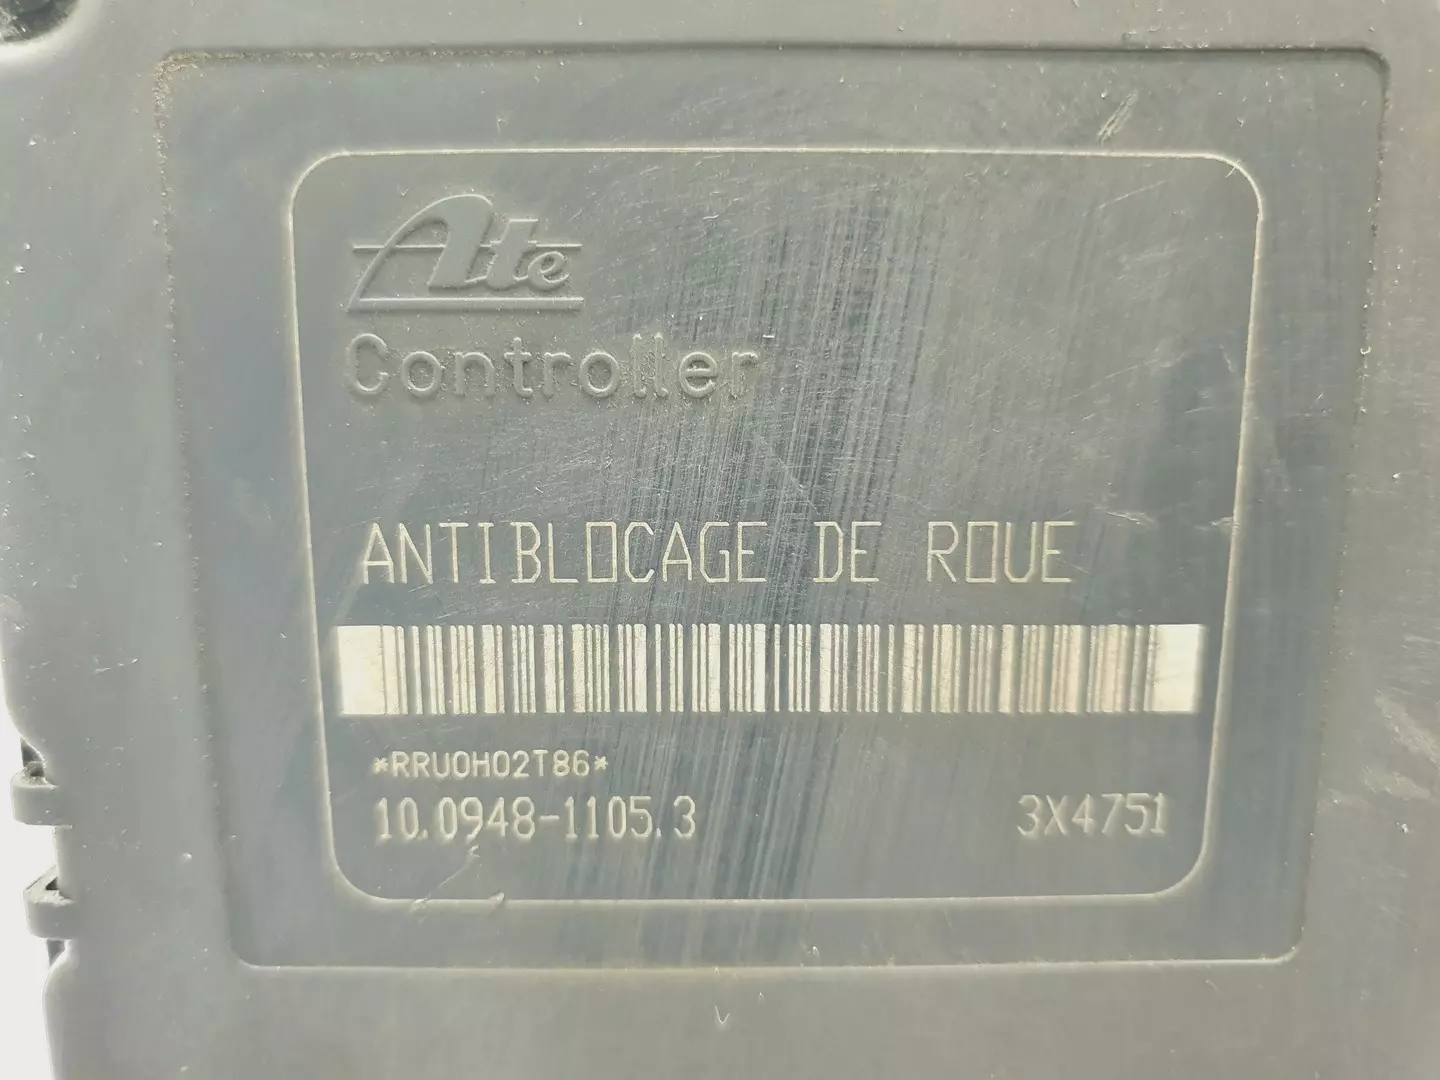 Ate
Controller
ANTIBLOCAGE DE ROUE
*RRU0H02T86*
10.0948-1105.3 3X4751